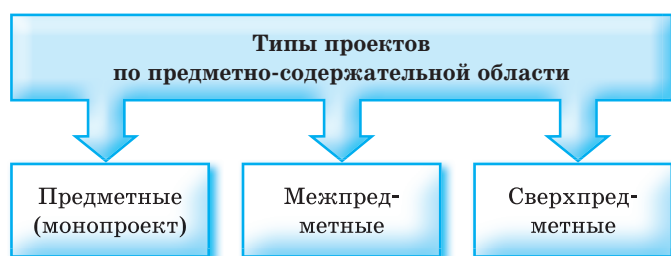 Типы проектов
по предметно-содержательной области
Предметные
(монопроект)
Межпред-
метные
Сверхпред-
метные